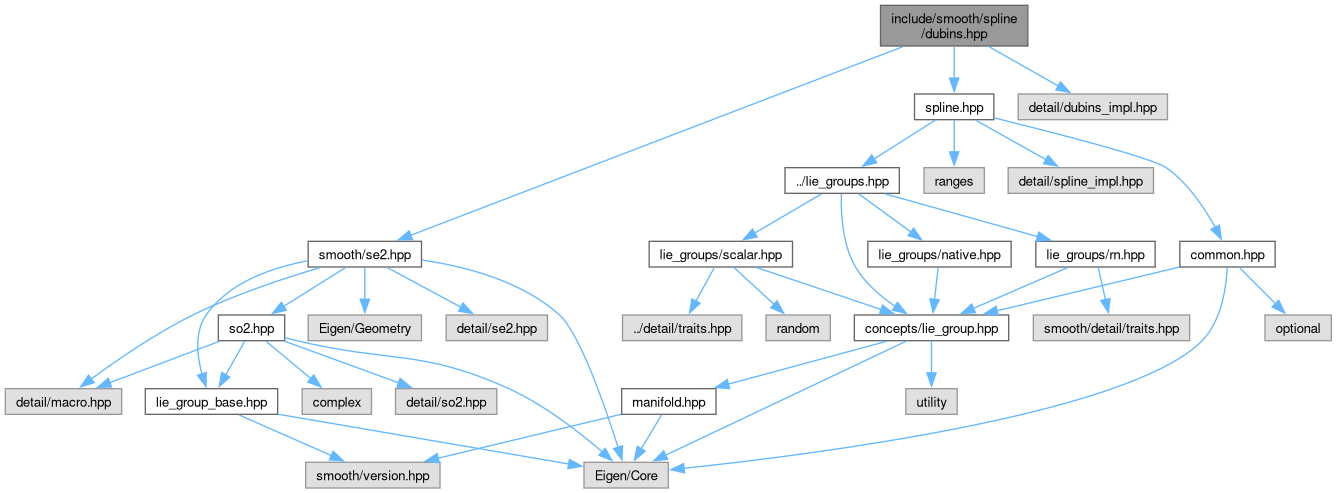 include/smooth/spline
/dubins.hpp
spline.hpp
detail/dubins_impl.hpp
../lie_groups.hpp
ranges
detail/spline_impl.hpp
smooth/se2.hpp
lie_groups/scalar.hpp
lie_groups/native.hpp
lie_groups/rn.hpp
common.hpp
so2.hpp
Eigen/Geometry
detail/se2.hpp
../detail/traits.hpp
random
concepts/lie_group.hpp
smooth/detail/traits.hpp
optional
detail/macro.hpp
lie_group_base.hpp
complex
detail/so2.hpp
manifold.hpp
utility
smooth/version.hpp
Eigen/Core